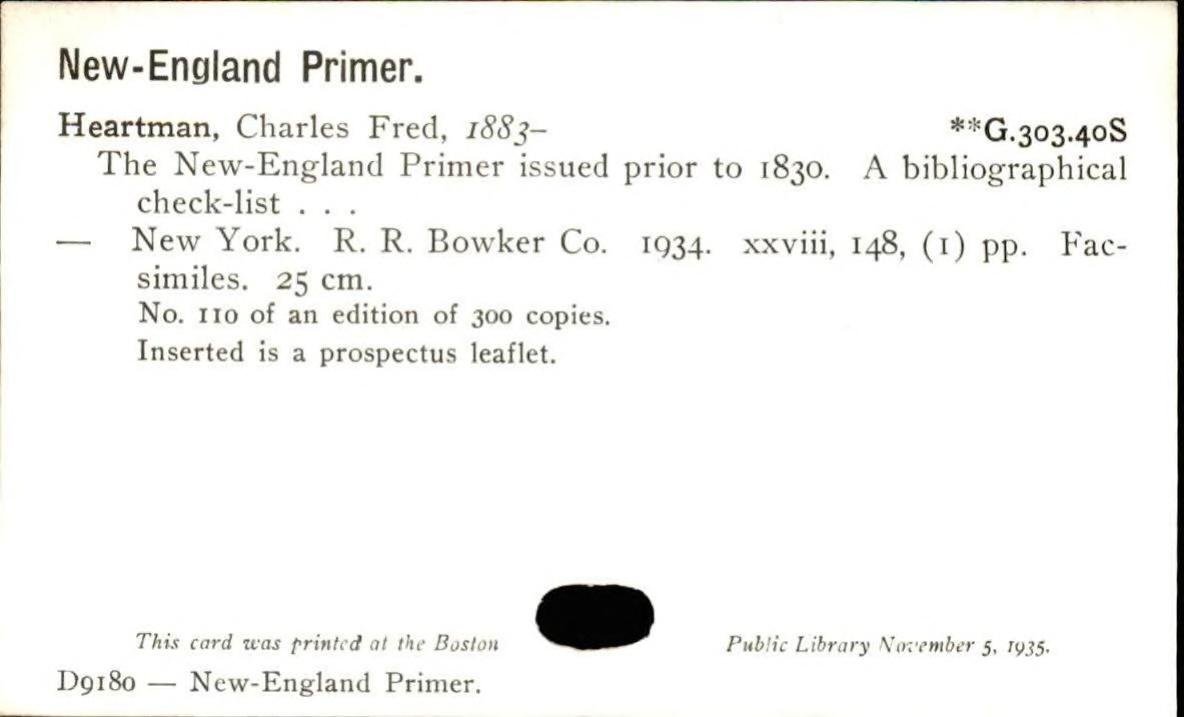 New-England Primer.
Heartman, Charles Fred, 1883– **G.303.40S
The New-England Primer issued prior to 1830. A bibliographical
check-list . . .
— New York. R. R. Bowker Co. 1934. xxviii, 148, (1) pp. Fac-
similes. 25 cm.
No. 110 of an edition of 300 copies.
Inserted is a prospectus leaflet.
This card was printed at the Boston Public Library November 5, 1935.
D9180 — New-England Primer.